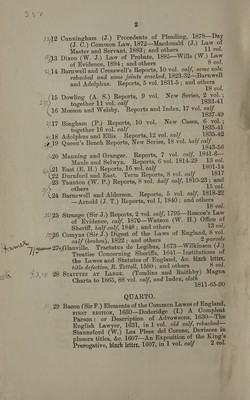 2
12 Cunningham (J.) Precedents of Pleading, 1878—Day
(J. C.) Common Law, 1872—Macdonald (J.) Law of
Master and Servant, 1883; and others 11 vol.
13 Dixon (W. J.) Law of Probate, 1885—Wills (W.) Law
of Evidence, 1894; and others 8 vol.
14 Barnwell and Cresswell's Reports, 10 vol. calf, some
rebacked and some joints cracked, 1823-32—Barnwell
and Adolphus. Reports, 5 vol. 1831-5; and others
18 vol.
15 Dowling (A. S.) Reports, 9 vol. New Series, 2 vol.;
together 11 vol. calf 1833-43
16 Meeson and Welsby. Reports and Index, 17 vol. calf
1837-49
17 Bingham (P.) Reports, 10 vol. New Cases, 6 vol.;
together 16 vol. calf
18 Adolphus and Ellis. Reports, 12 vol. calf 1835-42
19 Queen's Bench Reports, New Series, 18 vol. half calf
1843-56
20 Manning and Granger. Reports, 7 vol. calf, 1841-6—
Maule and Selwyn. Reports, 6 vol. 1814-29 13 vol.
21 East (E. H.) Reports, 16 vol. calf 1801-14
22 Durnford and East. Term Reports, 8 vol. calf 1817
23 Taunton (W. P.) Reports, 8 vol. half calf, 1810-23; and
others 15 vol.
24 Barnewall and Alderson. Reports, 5 vol. calf, 1818-22
—Arnold (J. T.) Reports, vol I, 1840; and others
18 vol.
25 Strange (Sir J.) Reports, 2 vol. calf, 1795—Roscoe's Law
of Evidence, calf, 1870—Watson (W. H.) Office of
Sheriff, half calf, 1848; and others 13 vol.
26 Comyns (Sir J.) Digest of the Laws of England, 8 vol.
calf (broken), 1822; and others 2 parcels
27 Glanville. Tractatus de Legibus, 1673—Wilkinson (J.)
Treatise Concerning Sheriffs, 1641—Institutions of
the Lawes and Statutes of England, &c. black letter,
title defective, R. Tottell, 1580; and others 8 vol.
28 STATUTES AT LARGE. (Tomlins and Raithby) Magna
Charta to 1865, 88 vol. calf, and Index, cloth
1811-65-80
QUARTO.
29 Bacon (Sir F.) Elements of the Common Lawes of England,
FIRST EDITION, 1630—Doderidge (I.) A Compleat
Parson: or Description of Advowsons, 1630—The
English Lawyer, 1631, in 1 vol. old calf, rebacked—
Staunfford (W.) Les Plees del Corone, Devisees in
plusors titles, &c. 1607—An Exposition of the King's
Prerogative, black letter, 1607, in 1 vol. calf 2 vol.